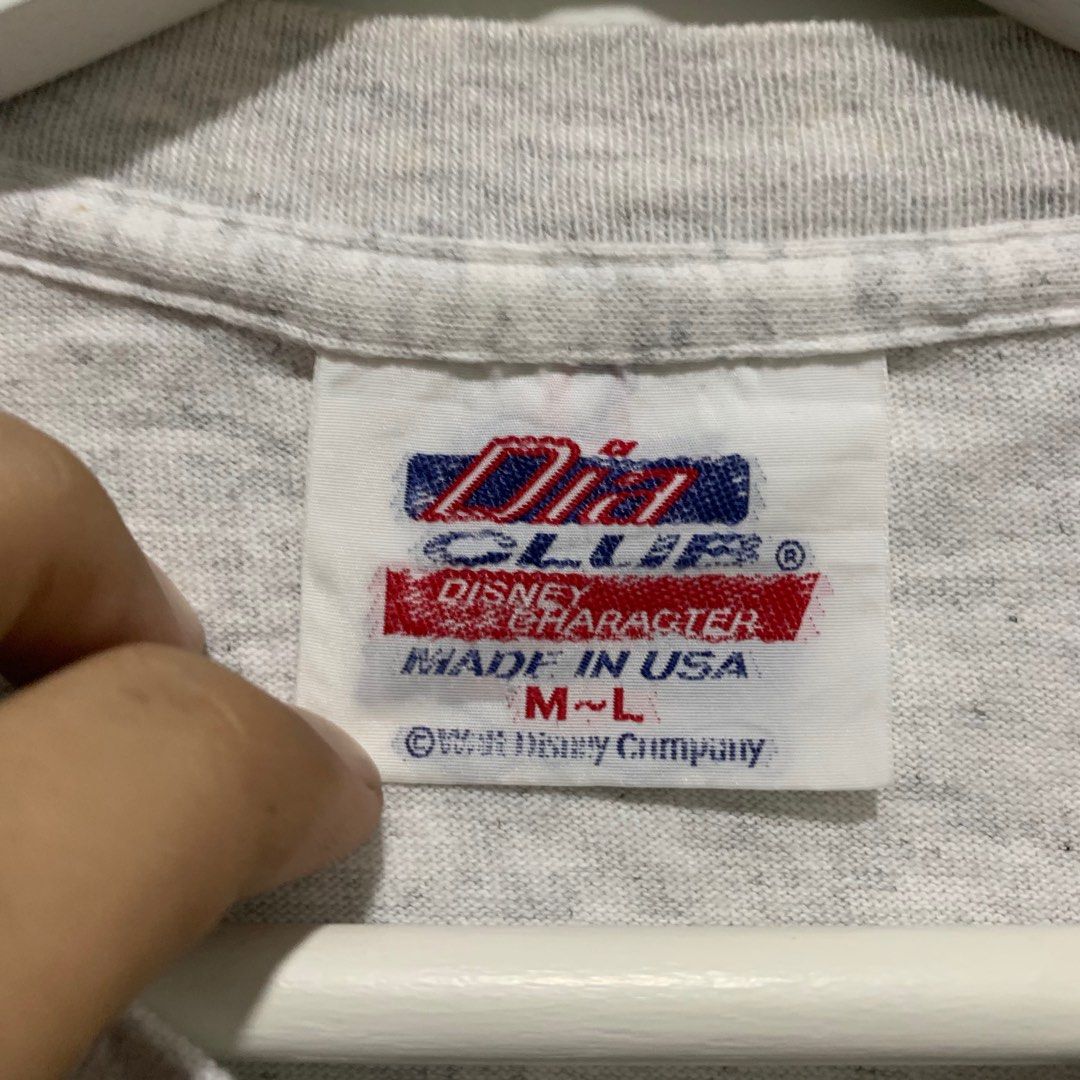 Dia
CLUB ®
DISNEY
CHARACTER
MADE IN USA
M~L
©Walt Disney Company